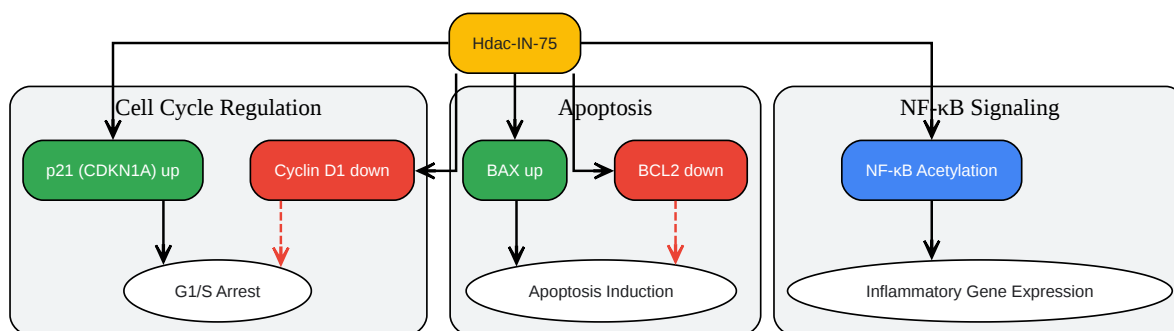 Hdac-IN-75
Cell Cycle Regulation
Apoptosis
NF-κB Signaling
p21 (CDKN1A) up
Cyclin D1 down
BAX up
BCL2 down
NF-κB Acetylation
G1/S Arrest
Apoptosis Induction
Inflammatory Gene Expression